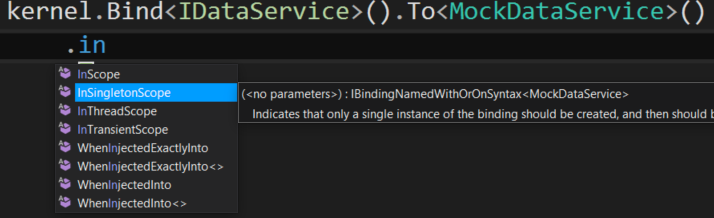 kernel.Bind<IDataService>().To<MockDataService>()
.in
InScope
InSingletonScope
(<no parameters>) : IBindingNamedWithOrOnSyntax<MockDataService>
InThreadScope
Indicates that only a single instance of the binding should be created, and then should b
InTransientScope
WhenInjectedExactlyInto
WhenInjectedExactlyInto<>
WhenInjectedInto
WhenInjectedInto<>